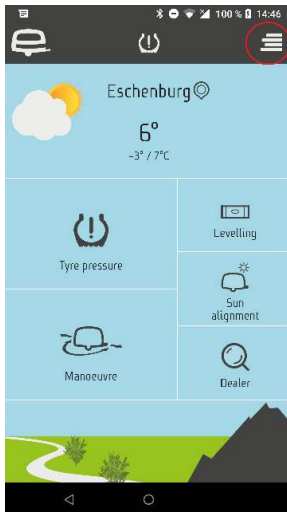 100 % 14:46
Eschenburg
6°
-3° / 7°C
Tyre pressure
Levelling
Sun
alignment
Manoeuvre
Dealer